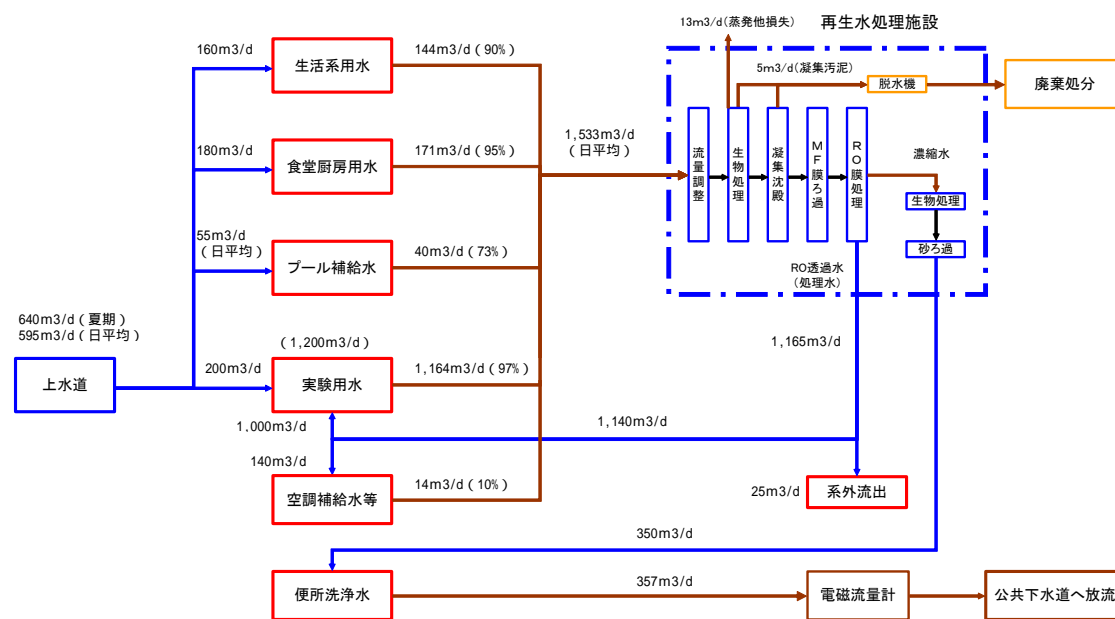 13m3/d(蒸発他損失)
再生水処理施設
160m3/d
生活系用水
144m3/d(90%)
5m3/d(凝集汚泥)
脱水機
廃棄処分
180m3/d
食堂厨房用水
171m3/d(95%)
1,533m3/d
(日平均)
流量調整
生物処理
凝集沈殿
MF膜ろ過
RO膜処理
濃縮水
生物処理
砂ろ過
55m3/d
(日平均)
プール補給水
40m3/d(73%)
RO透過水
(処理水)
640m3/d(夏期)
595m3/d(日平均)
上水道
200m3/d
(1,200m3/d)
実験用水
1,164m3/d(97%)
1,165m3/d
1,000m3/d
1,140m3/d
140m3/d
空調補給水等
14m3/d(10%)
25m3/d
系外流出
350m3/d
便所洗浄水
357m3/d
電磁流量計
公共下水道へ放流